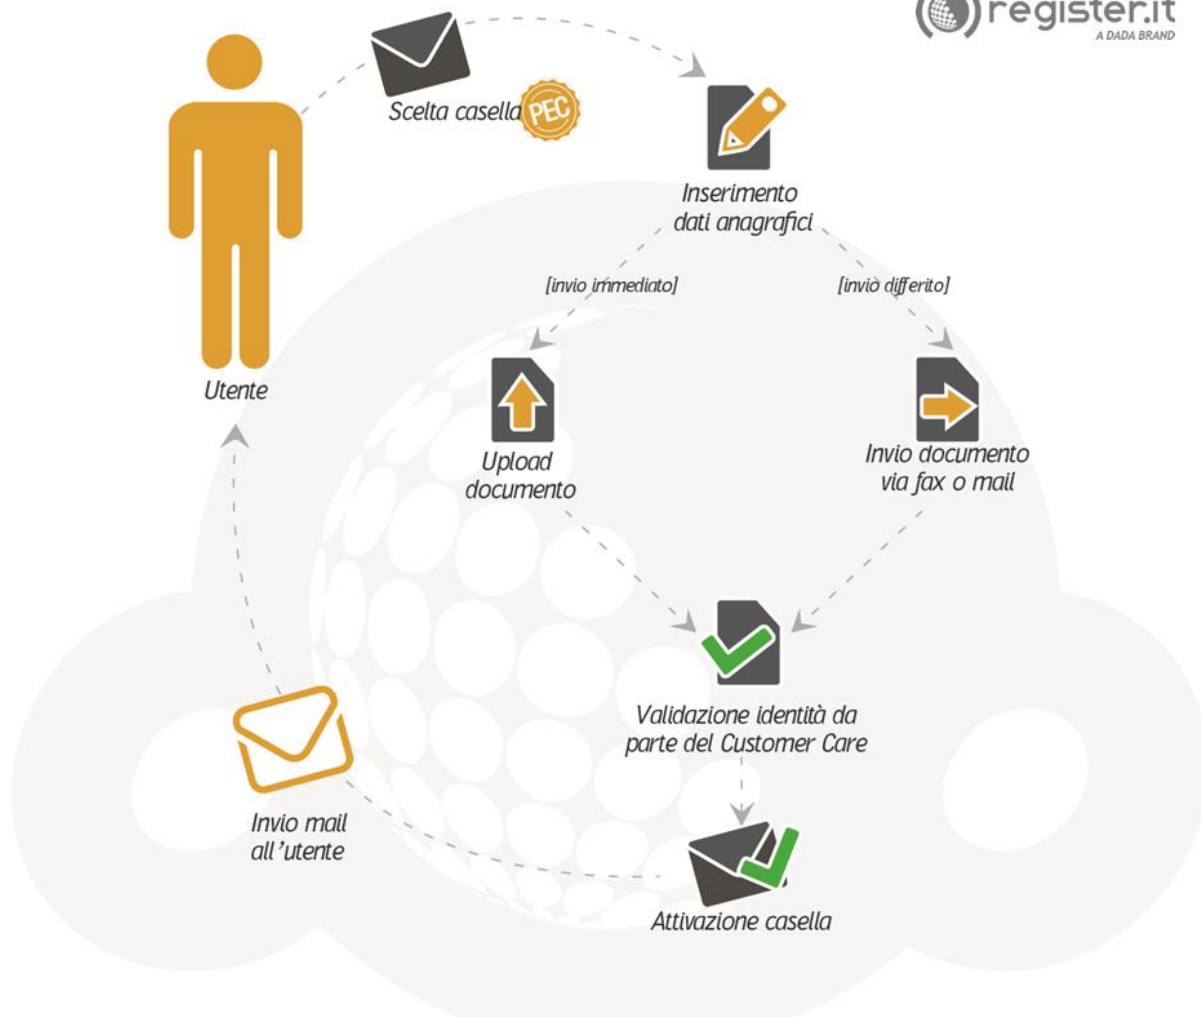 register.it
A DADA BRAND
Scelta casella PEC
Inserimento
dati anagrafici
[invio immediato]
[invio differito]
Utente
Upload
documento
Invio documento
via fax o mail
Validazione identità da
parte del Customer Care
Invio mail
all'utente
Attivazione casella